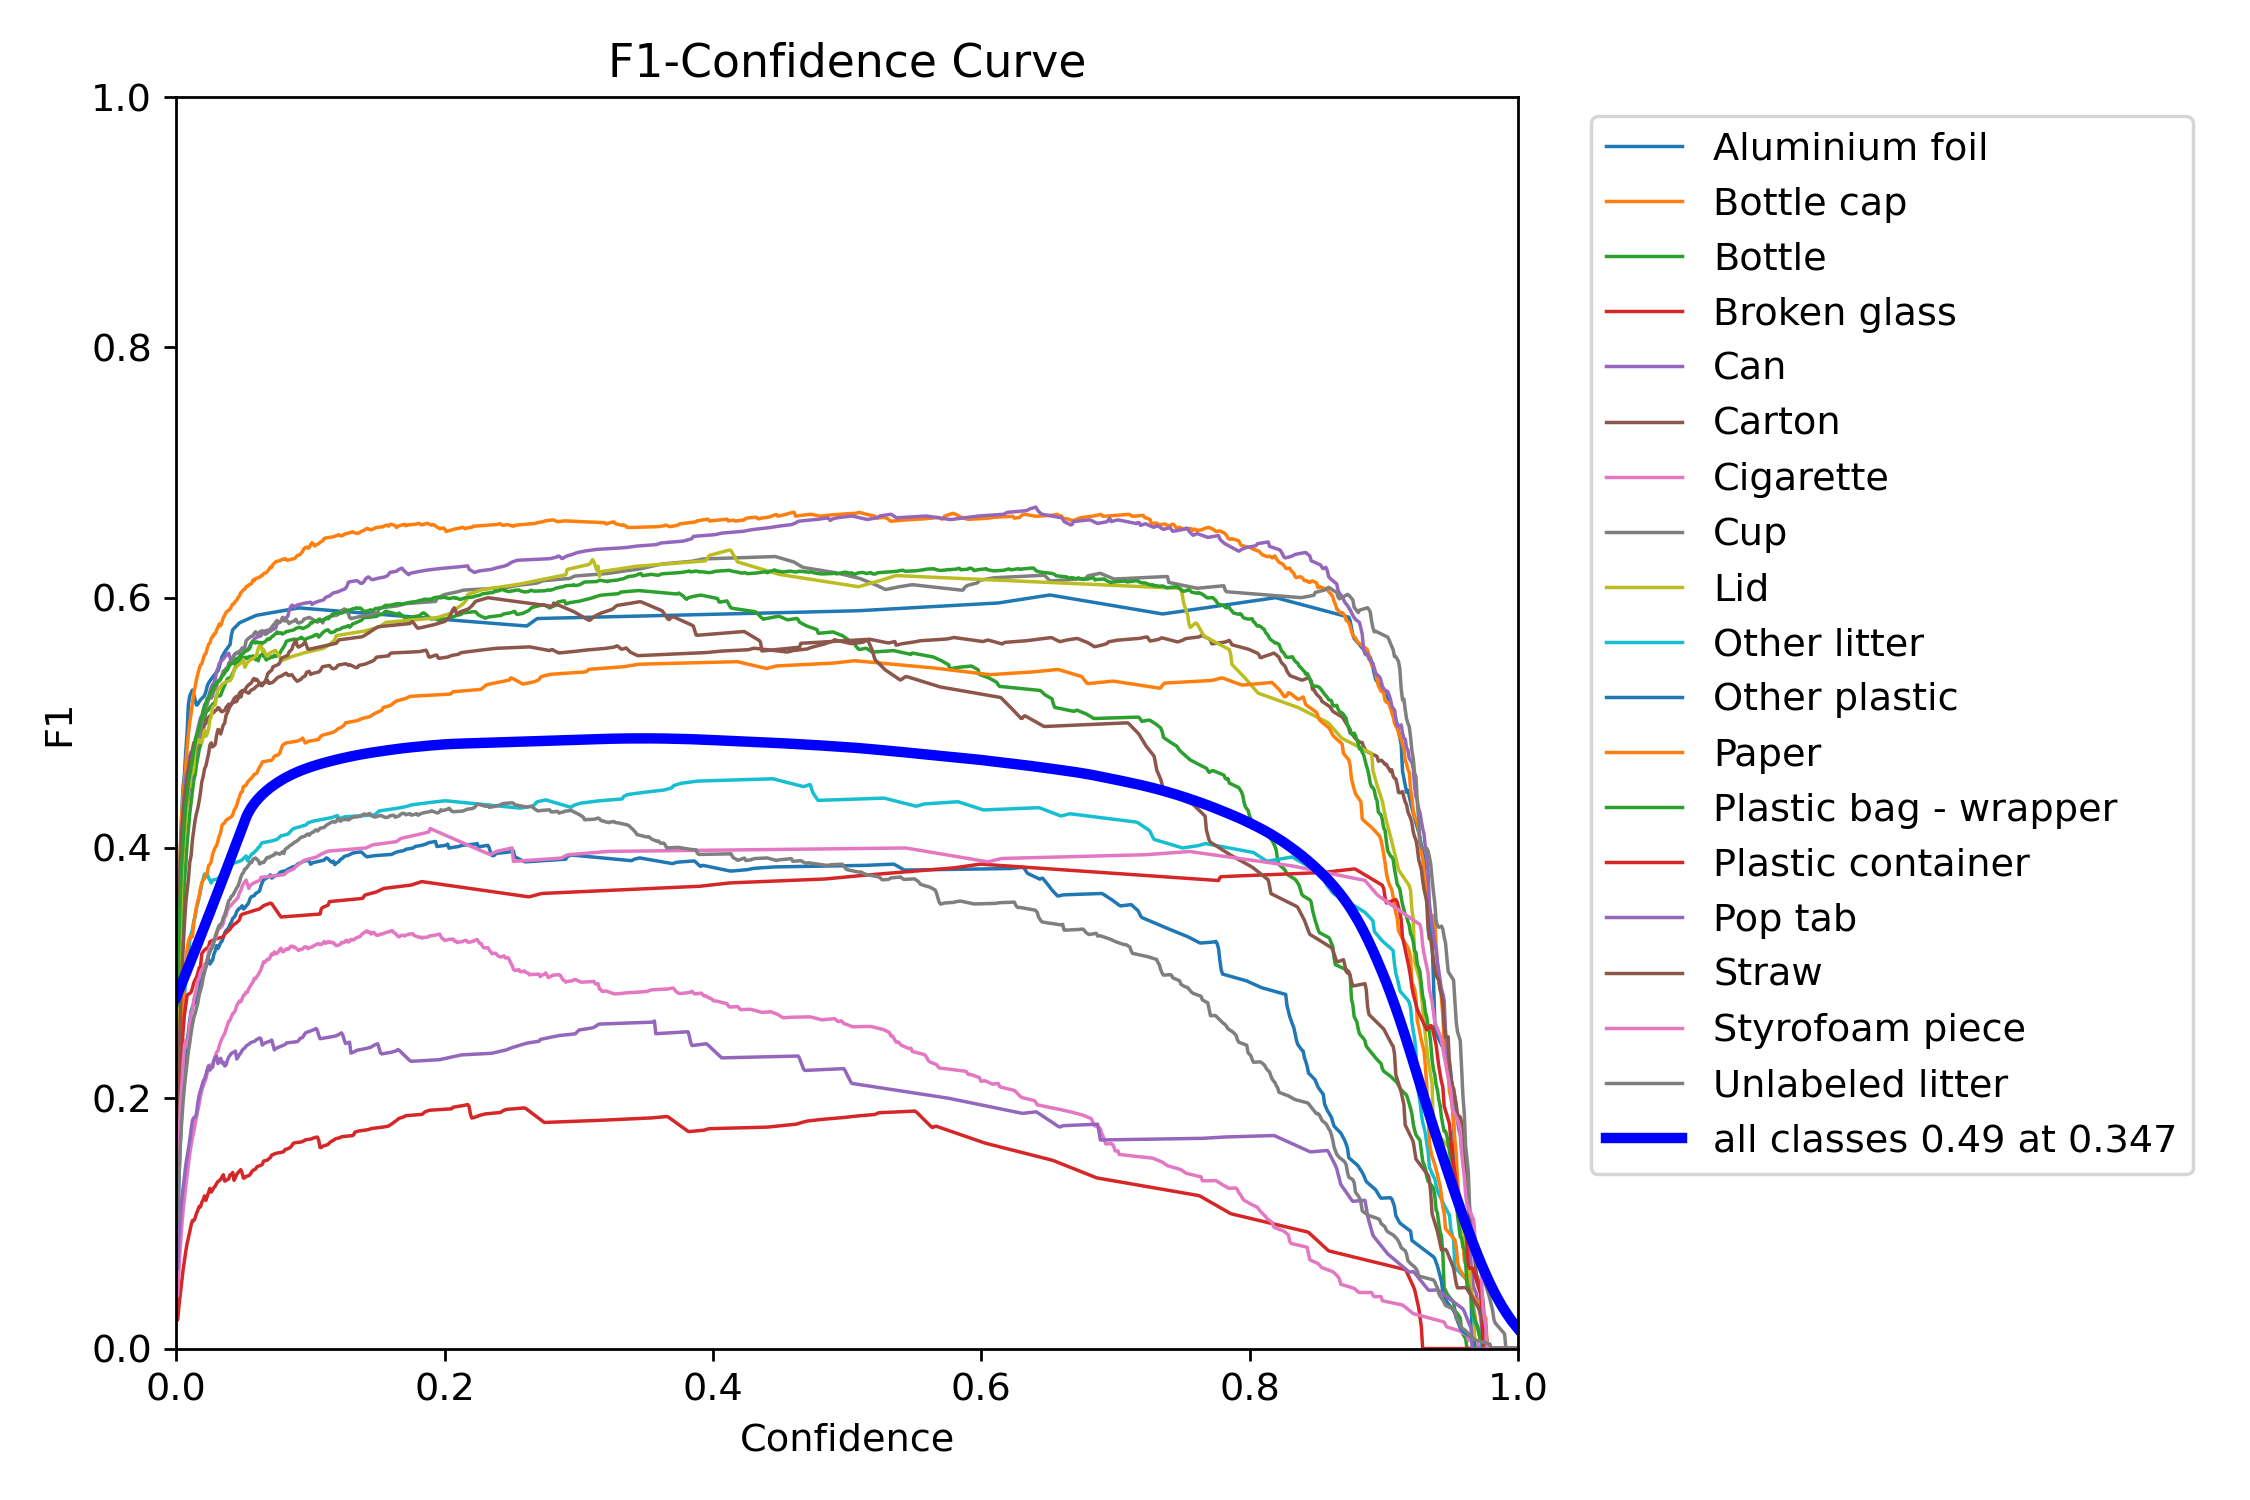 F1-Confidence Curve
1.0
0.8
0.6
0.4
0.2
0.0
F1
0.0 0.2 0.4 0.6 0.8 1.0
Confidence
Aluminium foil
Bottle cap
Bottle
Broken glass
Can
Carton
Cigarette
Cup
Lid
Other litter
Other plastic
Paper
Plastic bag - wrapper
Plastic container
Pop tab
Straw
Styrofoam piece
Unlabeled litter
all classes 0.49 at 0.347